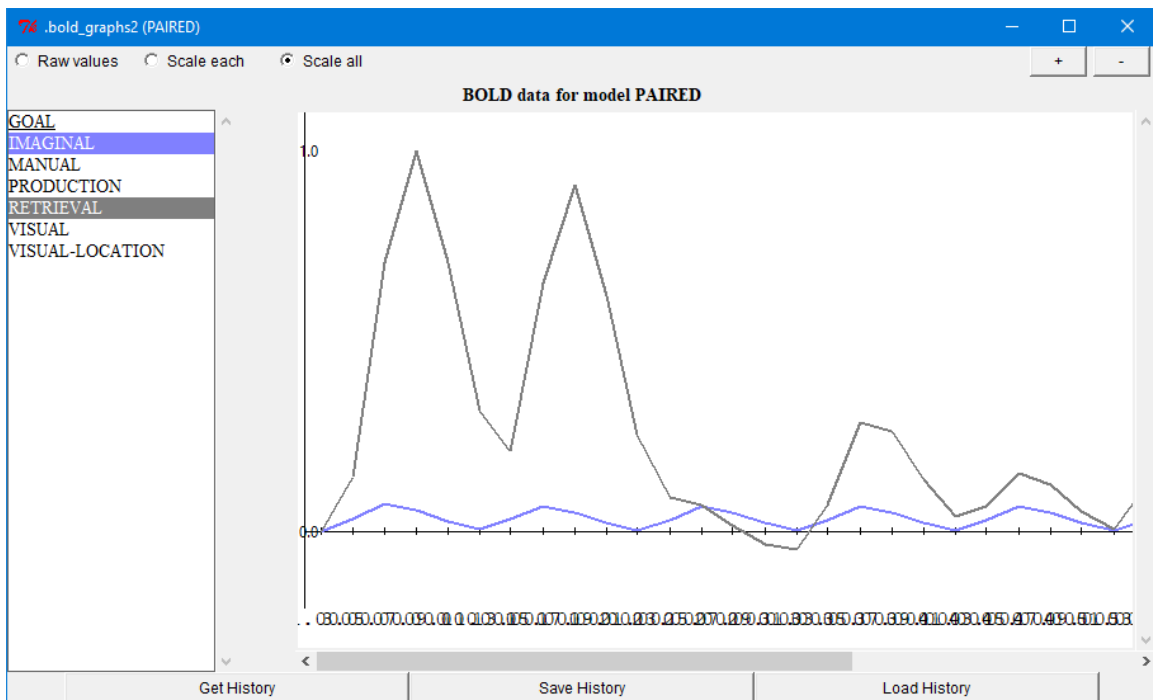 .bold_graphs2 (PAIRED)
Raw values Scale each Scale all + -
BOLD data for model PAIRED
GOAL
IMAGINAL
MANUAL
PRODUCTION
RETRIEVAL
VISUAL
VISUAL-LOCATION
1.0
0.0
Get History Save History Load History